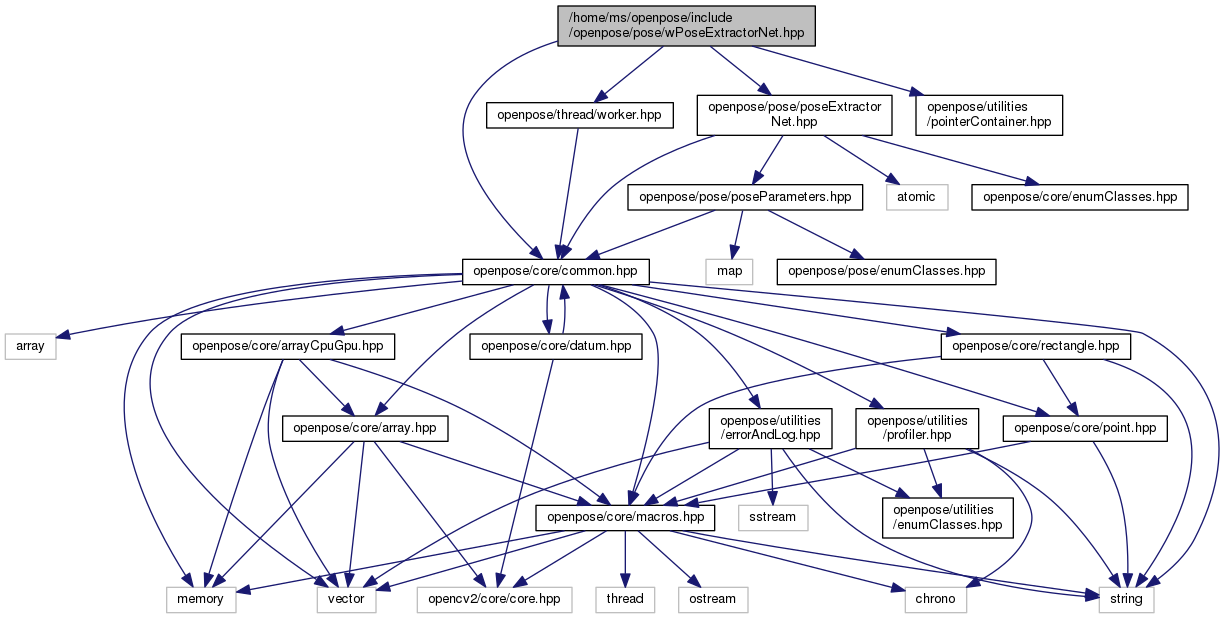 /home/ms/openpose/include
/openpose/pose/wPoseExtractorNet.hpp
openpose/thread/worker.hpp
openpose/pose/poseExtractor
Net.hpp
openpose/utilities
/pointerContainer.hpp
openpose/pose/poseParameters.hpp
atomic
openpose/core/enumClasses.hpp
openpose/core/common.hpp
map
openpose/pose/enumClasses.hpp
array
openpose/core/arrayCpuGpu.hpp
openpose/core/datum.hpp
openpose/core/rectangle.hpp
openpose/core/array.hpp
openpose/utilities
/errorAndLog.hpp
openpose/utilities
/profiler.hpp
openpose/core/point.hpp
openpose/core/macros.hpp
sstream
openpose/utilities
/enumClasses.hpp
memory
vector
opencv2/core/core.hpp
thread
ostream
chrono
string